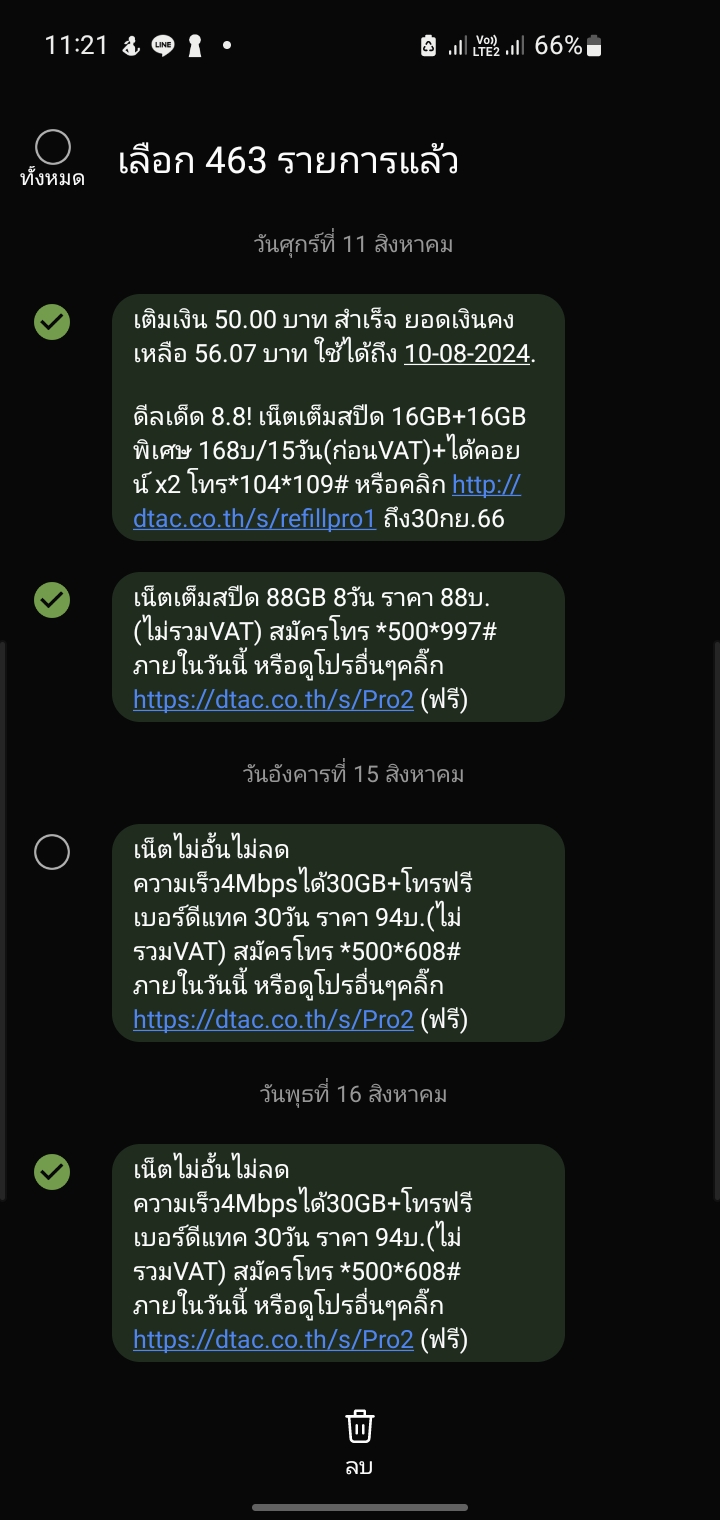 11:21 LINE Vo)) LTE2 66%
ทั้งหมด
เลือก 463 รายการแล้ว
วันศุกร์ที่ 11 สิงหาคม
เติมเงิน 50.00 บาท สำเร็จ ยอดเงินคง
เหลือ 56.07 บาท ใช้ได้ถึง 10-08-2024.
ดีลเด็ด 8.8! เน็ตเต็มสปีด 16GB+16GB
พิเศษ 168บ/15วัน(ก่อนVAT)+ได้คอย
น์ x2 โทร*104*109# หรือคลิก http://
dtac.co.th/s/refillpro1 ถึง30กย.66
เน็ตเต็มสปีด 88GB 8วัน ราคา 88บ.
(ไม่รวมVAT) สมัครโทร *500*997#
ภายในวันนี้ หรือดูโปรอื่นๆคลิ๊ก
https://dtac.co.th/s/Pro2 (ฟรี)
วันอังคารที่ 15 สิงหาคม
เน็ตไม่อั้นไม่ลด
ความเร็ว4Mbpsได้30GB+โทรฟรี
เบอร์ดีแทค 30วัน ราคา 94บ.(ไม่
รวมVAT) สมัครโทร *500*608#
ภายในวันนี้ หรือดูโปรอื่นๆคลิ๊ก
https://dtac.co.th/s/Pro2 (ฟรี)
วันพุธที่ 16 สิงหาคม
เน็ตไม่อั้นไม่ลด
ความเร็ว4Mbpsได้30GB+โทรฟรี
เบอร์ดีแทค 30วัน ราคา 94บ.(ไม่
รวมVAT) สมัครโทร *500*608#
ภายในวันนี้ หรือดูโปรอื่นๆคลิ๊ก
https://dtac.co.th/s/Pro2 (ฟรี)
ลบ